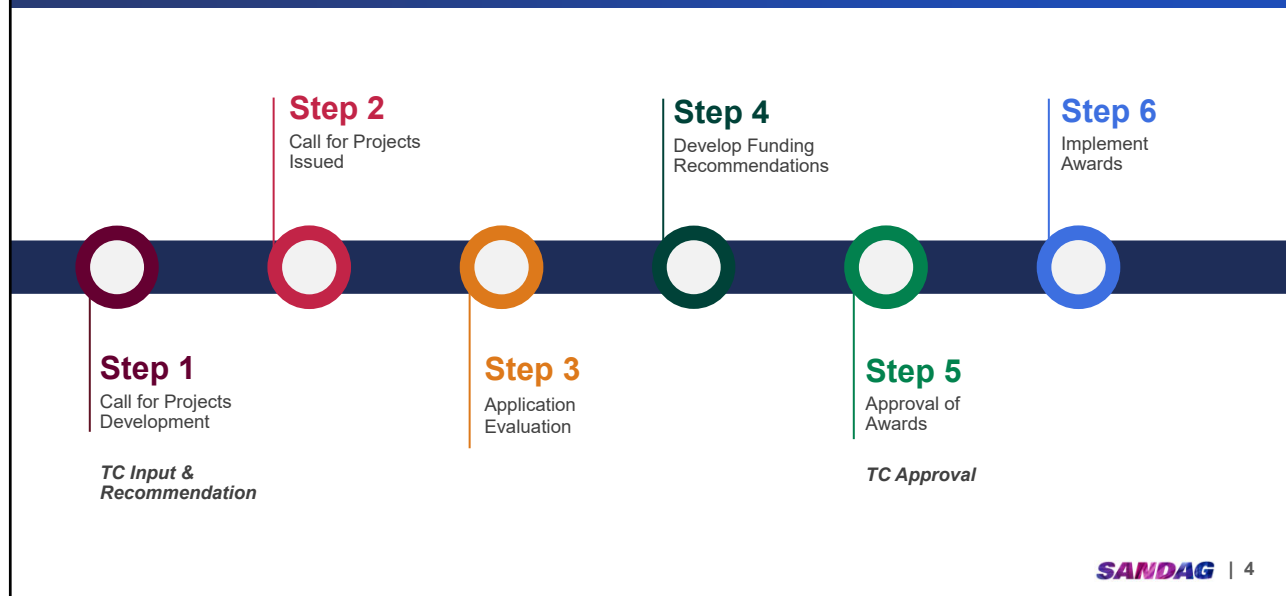 Step 1
Call for Projects
Development
TC Input &
Recommendation
Step 2
Call for Projects
Issued
Step 3
Application
Evaluation
Step 4
Develop Funding
Recommendations
Step 5
Approval of
Awards
TC Approval
Step 6
Implement
Awards
SANDAG | 4